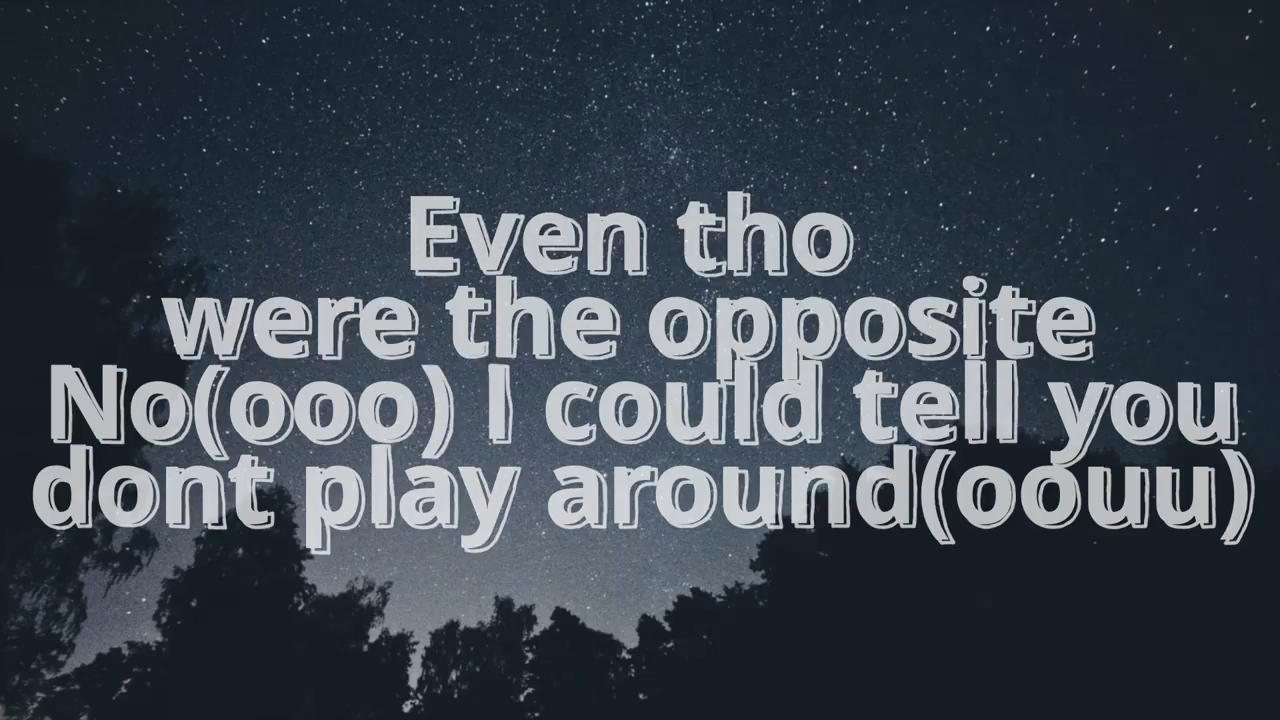 Even tho
were the opposite
No(ooo) I could tell you
dont play around(oouu)